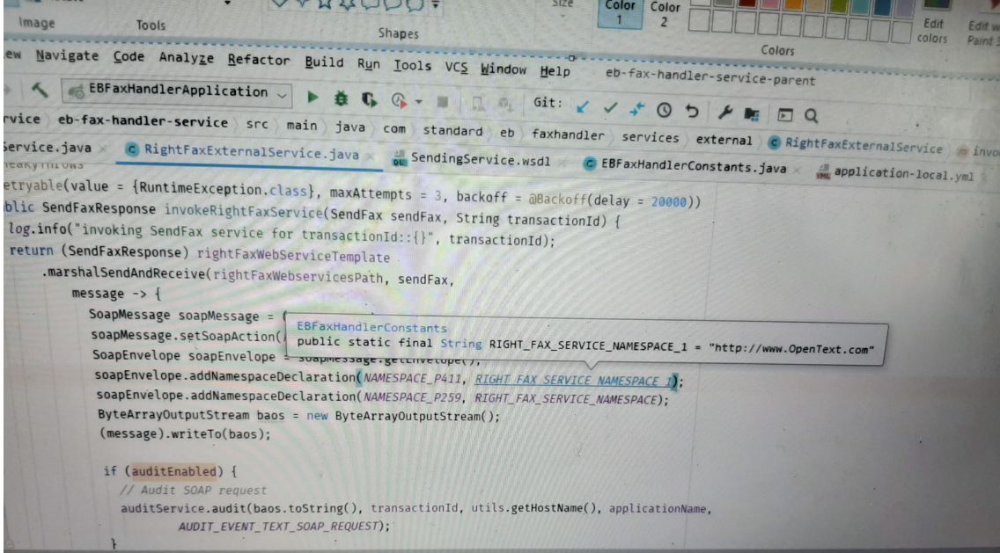 Size
Color
1
Color
2
Edit
colors
Edit w
Paint 3
Image
Tools
Shapes
Colors
ew Navigate Code Analyze Refactor Build Run Tools VCS Window Help eb-fax-handler-service-parent
EBFaxHandlerApplication Git:
rvice eb-fax-handler-service src main java com standard eb faxhandler services external RightFaxExternalService invo
Service.java RightFaxExternalService.java SendingService.wsdl EBFaxHandlerConstants.java application-local.yml
etryable(value = {RuntimeException.class}, maxAttempts = 3, backoff = @Backoff(delay = 20000))
blic SendFaxResponse invokeRightFaxService(SendFax sendFax, String transactionId) {
log.info("invoking SendFax service for transactionId::{}", transactionId);
return (SendFaxResponse) rightFaxWebServiceTemplate
.marshalSendAndReceive(rightFaxWebservicesPath, sendFax,
message -> {
SoapMessage soapMessage = (
EBFaxHandlerConstants
soapMessage.setSoapAction(
public static final String RIGHT_FAX_SERVICE_NAMESPACE_1 = "http://www.OpenText.com"
SoapEnvelope soapEnvelope = soapMessage.getEnvelope();
soapEnvelope.addNamespaceDeclaration(NAMESPACE_P411, RIGHT_FAX_SERVICE_NAMESPACE_1);
soapEnvelope.addNamespaceDeclaration(NAMESPACE_P259, RIGHT_FAX_SERVICE_NAMESPACE);
ByteArrayOutputStream baos = new ByteArrayOutputStream();
(message).writeTo(baos);
if (auditEnabled) {
// Audit SOAP request
auditService.audit(baos.toString(), transactionId, utils.getHostName(), applicationName,
AUDIT_EVENT_TEXT_SOAP_REQUEST);
}